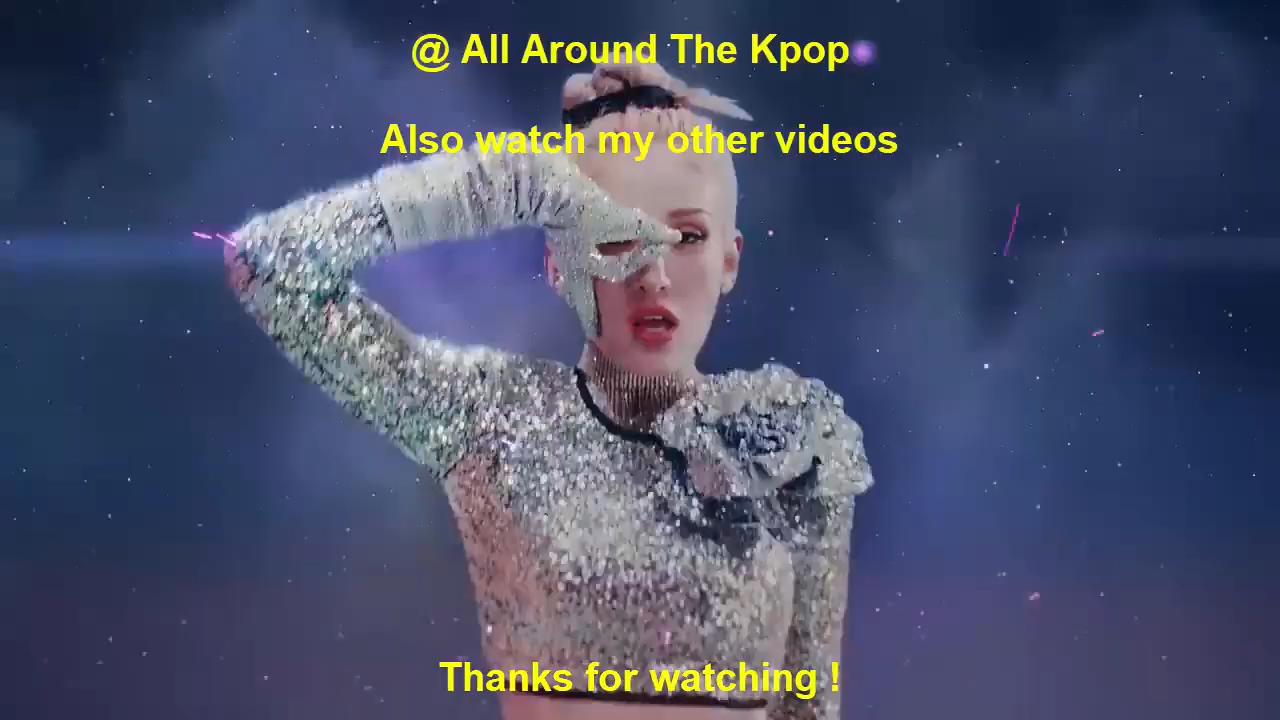 @ All Around The Kpop
Also watch my other videos
Thanks for watching !